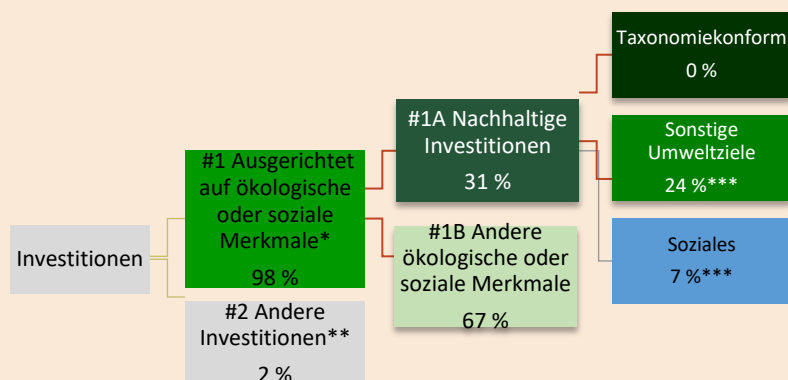 Investitionen
#1 Ausgerichtet
auf ökologische
oder soziale
Merkmale*
98 %
#2 Andere
Investitionen**
2 %
#1A Nachhaltige
Investitionen
31 %
#1B Andere
ökologische oder
soziale Merkmale
67 %
Taxonomiekonform
0 %
Sonstige
Umweltziele
24 %***
Soziales
7 %***